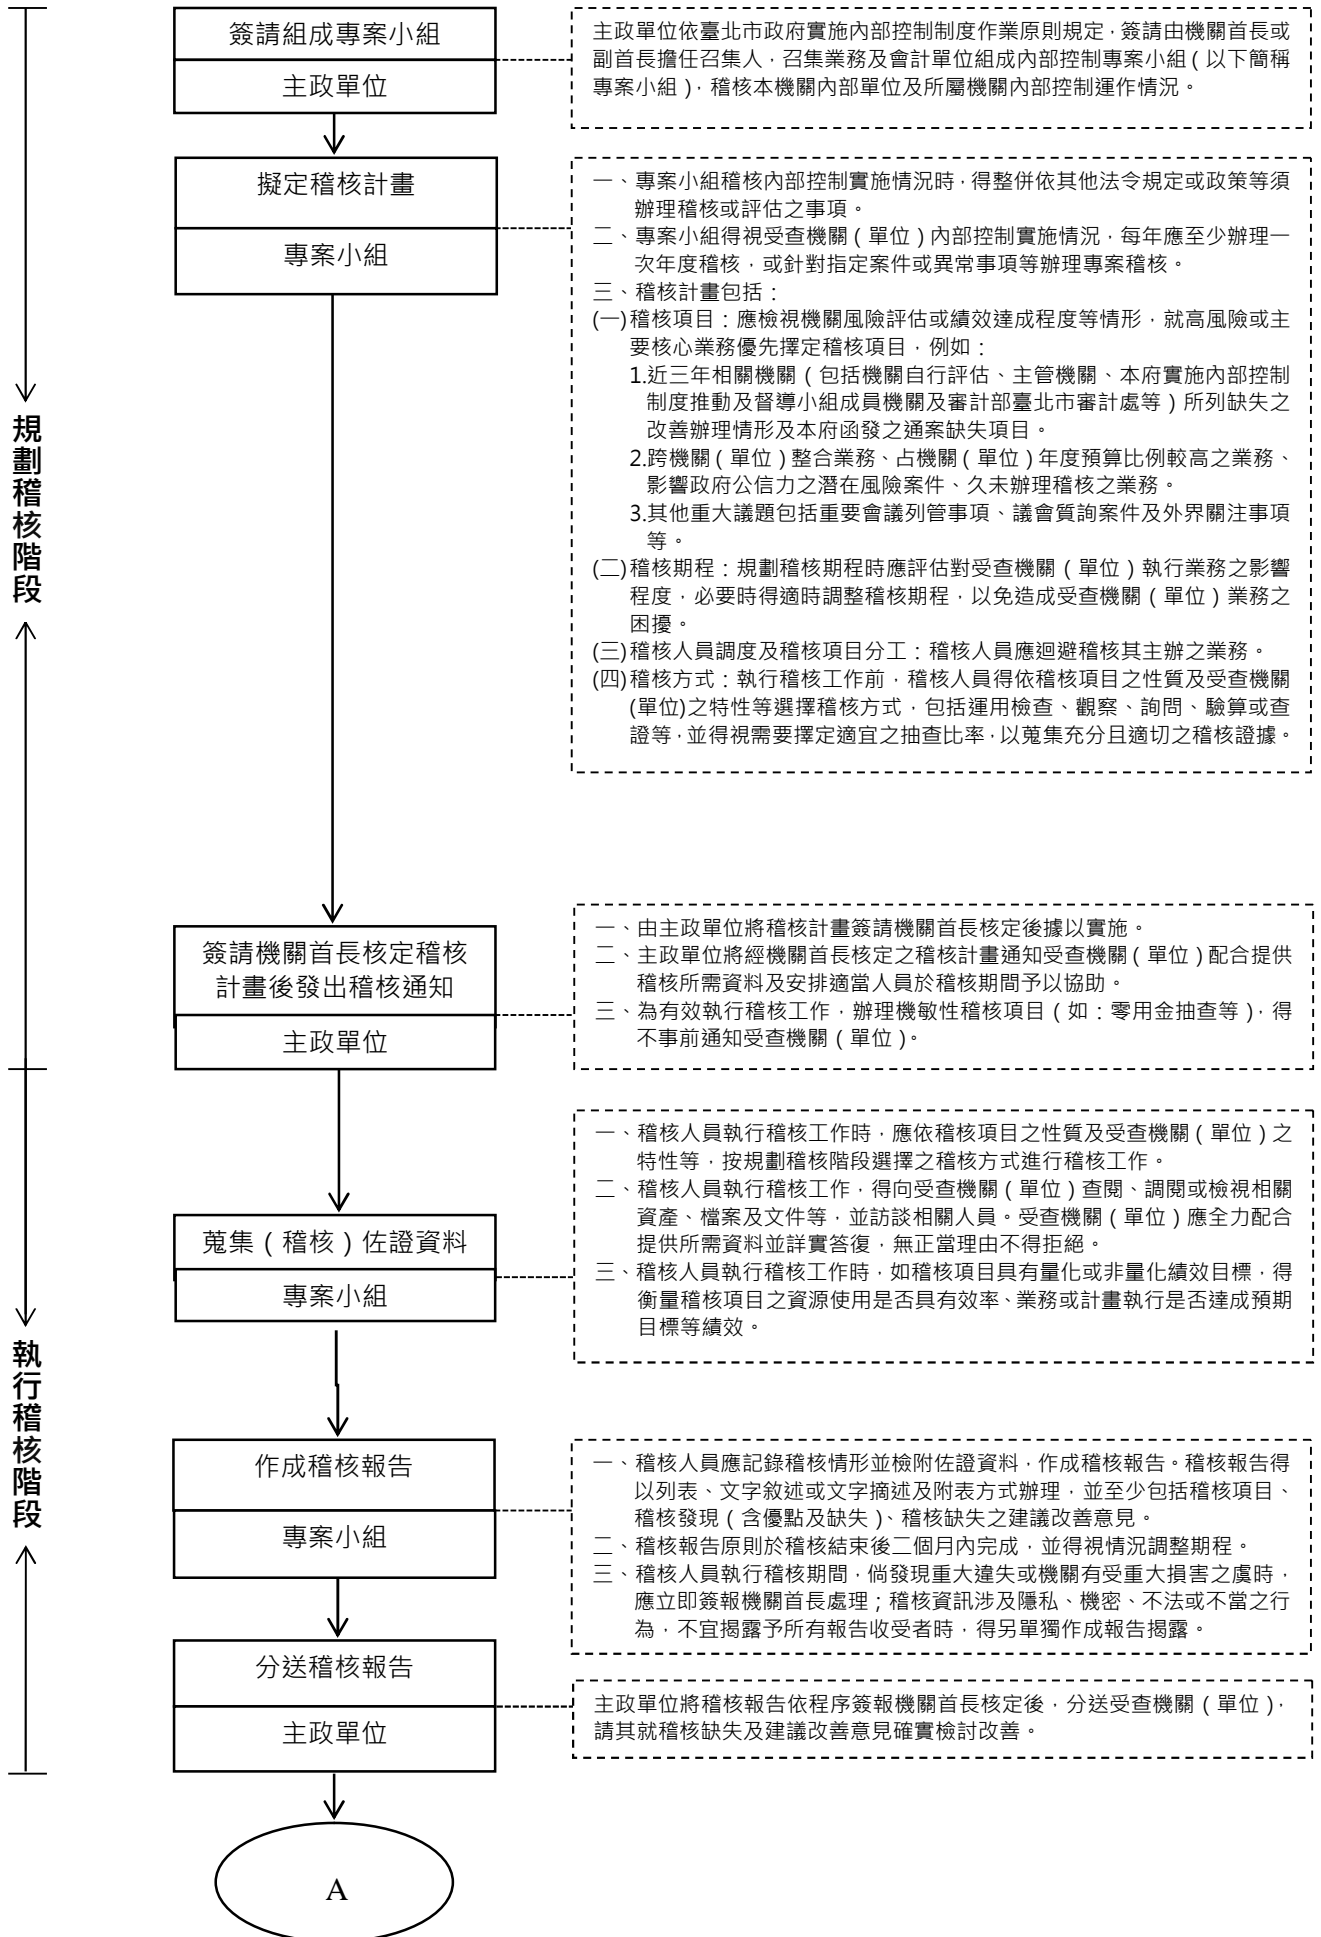 簽請組成專案小組
主政單位
主政單位依臺北市政府實施內部控制制度作業原則規定，簽請由機關首長或
副首長擔任召集人，召集業務及會計單位組成內部控制專案小組（以下簡稱
專案小組），稽核本機關內部單位及所屬機關內部控制運作情況。
擬定稽核計畫
專案小組
一、專案小組稽核內部控制實施情況時，得整併依其他法令規定或政策等須
辦理稽核或評估之事項。
二、專案小組得視受查機關（單位）內部控制實施情況，每年應至少辦理一
次年度稽核，或針對指定案件或異常事項等辦理專案稽核。
三、稽核計畫包括：
(一)稽核項目：應檢視機關風險評估或績效達成程度等情形，就高風險或主
要核心業務優先擇定稽核項目，例如：
1.近三年相關機關（包括機關自行評估、主管機關、本府實施內部控制
制度推動及督導小組成員機關及審計部臺北市審計處等）所列缺失之
改善辦理情形及本府函發之通案缺失項目。
2.跨機關（單位）整合業務、占機關（單位）年度預算比例較高之業務、
影響政府公信力之潛在風險案件、久未辦理稽核之業務。
3.其他重大議題包括重要會議列管事項、議會質詢案件及外界關注事項
等。
(二)稽核期程：規劃稽核期程時應評估對受查機關（單位）執行業務之影響
程度，必要時得適時調整稽核期程，以免造成受查機關（單位）業務之
困擾。
(三)稽核人員調度及稽核項目分工：稽核人員應迴避稽核其主辦之業務。
(四)稽核方式：執行稽核工作前，稽核人員得依稽核項目之性質及受查機關
(單位)之特性等選擇稽核方式，包括運用檢查、觀察、詢問、驗算或查
證等，並得視需要擇定適宜之抽查比率，以蒐集充分且適切之稽核證據。
規劃稽核階段
簽請機關首長核定稽核
計畫後發出稽核通知
主政單位
一、由主政單位將稽核計畫簽請機關首長核定後據以實施。
二、主政單位將經機關首長核定之稽核計畫通知受查機關（單位）配合提供
稽核所需資料及安排適當人員於稽核期間予以協助。
三、為有效執行稽核工作，辦理機敏性稽核項目（如：零用金抽查等），得
不事前通知受查機關（單位）。
蒐集（稽核）佐證資料
專案小組
一、稽核人員執行稽核工作時，應依稽核項目之性質及受查機關（單位）之
特性等，按規劃稽核階段選擇之稽核方式進行稽核工作。
二、稽核人員執行稽核工作，得向受查機關（單位）查閱、調閱或檢視相關
資產、檔案及文件等，並訪談相關人員。受查機關（單位）應全力配合
提供所需資料並詳實答復，無正當理由不得拒絕。
三、稽核人員執行稽核工作時，如稽核項目具有量化或非量化績效目標，得
衡量稽核項目之資源使用是否具有效率、業務或計畫執行是否達成預期
目標等績效。
執行稽核階段
作成稽核報告
專案小組
一、稽核人員應記錄稽核情形並檢附佐證資料，作成稽核報告。稽核報告得
以列表、文字敘述或文字摘述及附表方式辦理，並至少包括稽核項目、
稽核發現（含優點及缺失）、稽核缺失之建議改善意見。
二、稽核報告原則於稽核結束後二個月內完成，並得視情況調整期程。
三、稽核人員執行稽核期間，倘發現重大違失或機關有受重大損害之虞時，
應立即簽報機關首長處理；稽核資訊涉及隱私、機密、不法或不當之行
為，不宜揭露予所有報告收受者時，得另單獨作成報告揭露。
分送稽核報告
主政單位
主政單位將稽核報告依程序簽報機關首長核定後，分送受查機關（單位），
請其就稽核缺失及建議改善意見確實檢討改善。
A